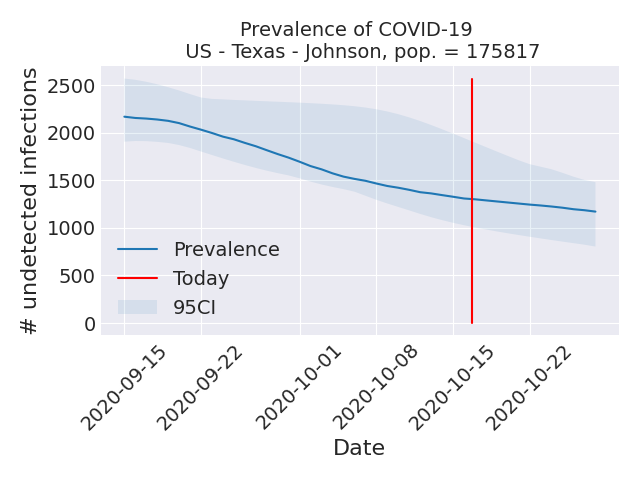 Prevalence of COVID-19
US - Texas - Johnson, pop. = 175817
# undetected infections
2500
2000
1500
1000
500
0
Prevalence
Today
95CI
2020-09-15
2020-09-22
2020-10-01
2020-10-08
2020-10-15
2020-10-22
Date